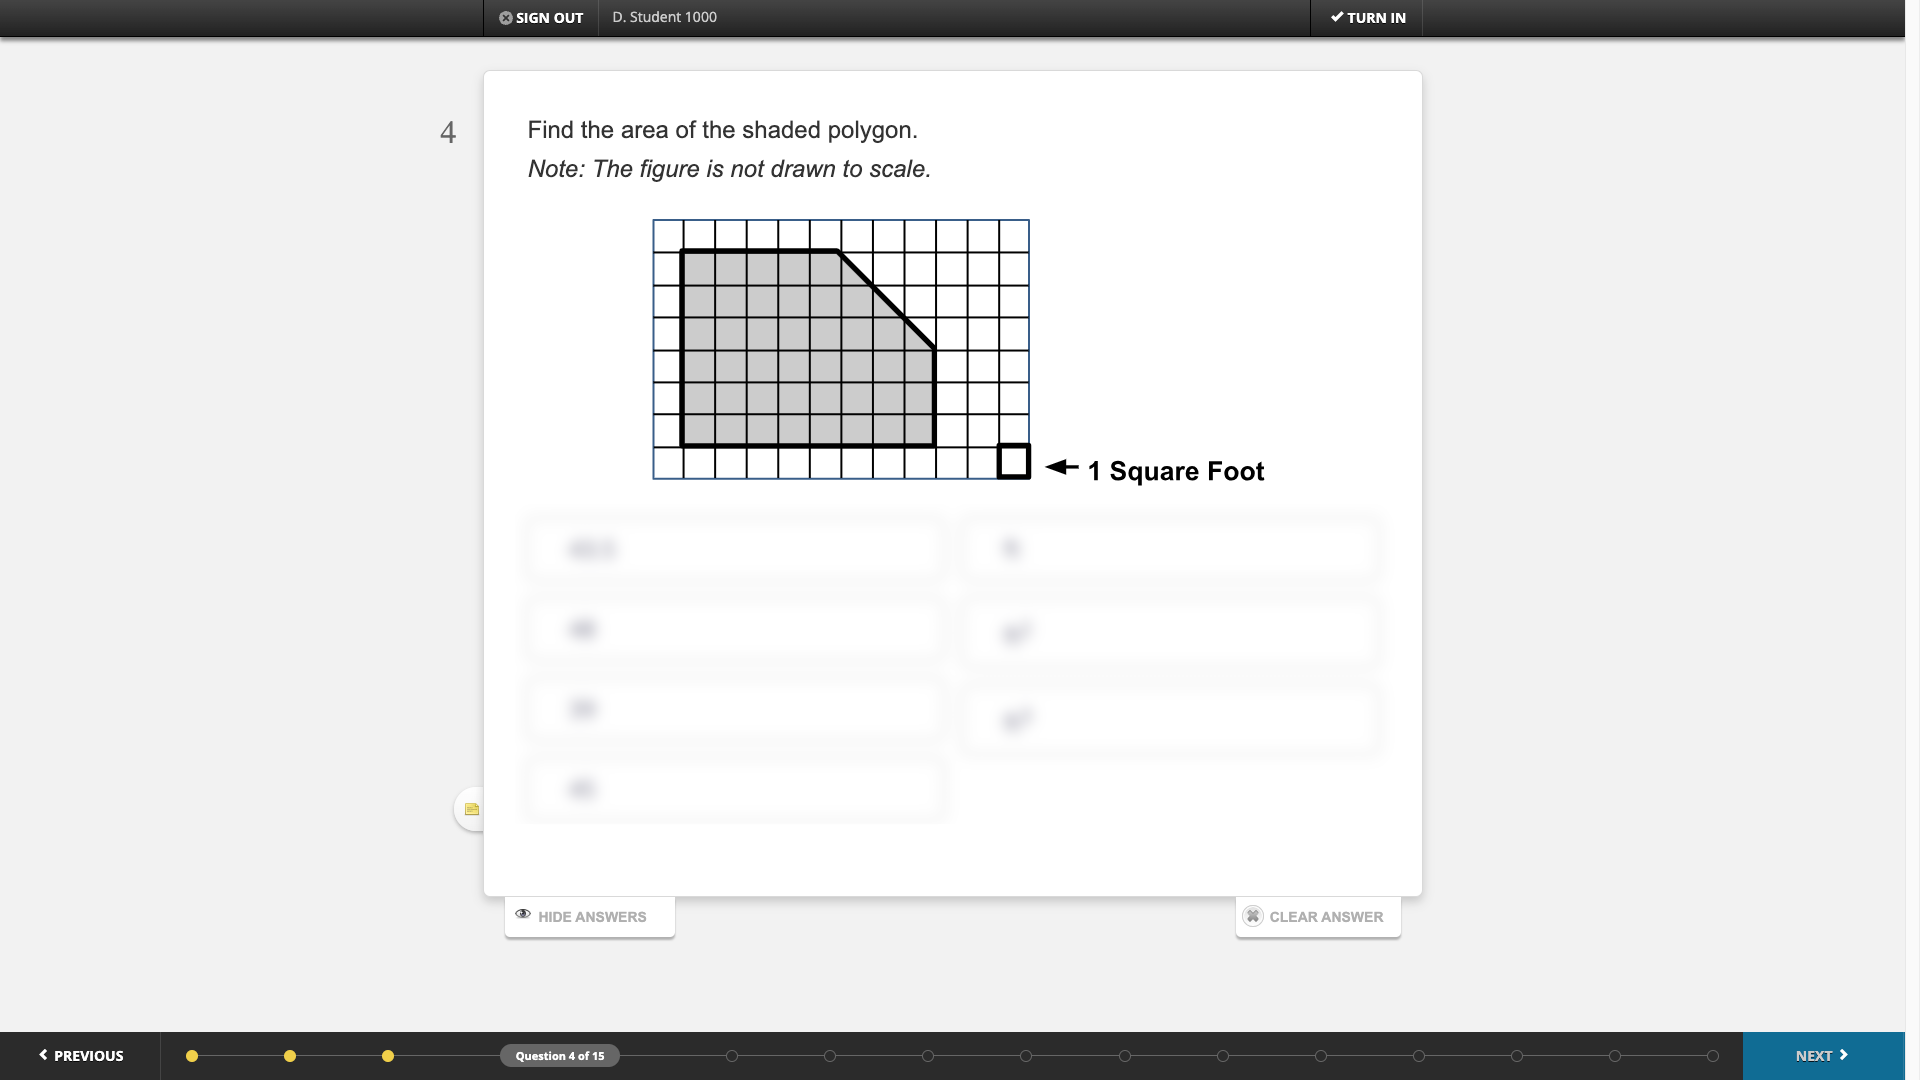 SIGN OUT
D. Student 1000
TURN IN
4
Find the area of the shaded polygon.
Note: The figure is not drawn to scale.
1 Square Foot
HIDE ANSWERS
CLEAR ANSWER
PREVIOUS
Question 4 of 15
NEXT